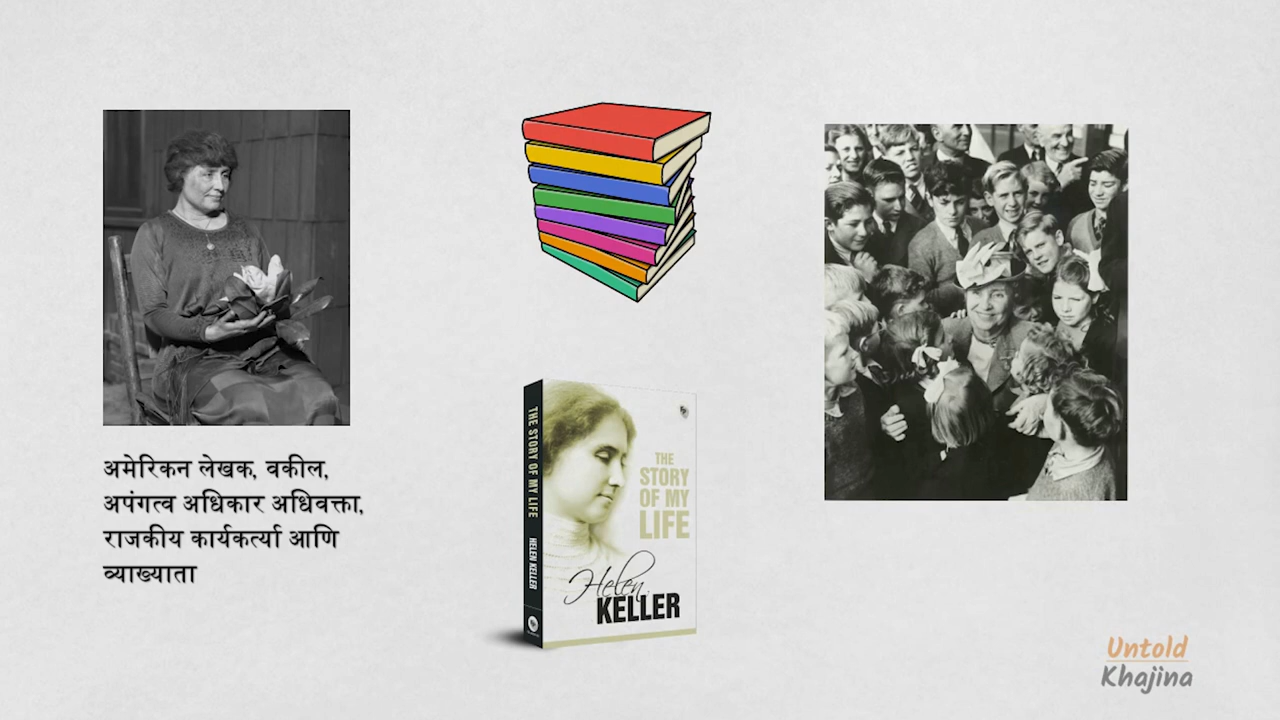 अमेरिकन लेखक, वकील,
अपंगत्व अधिकार अधिवक्ता,
राजकीय कार्यकर्त्या आणि
व्याख्याता
THE STORY OF MY LIFE
HELEN KELLER
THE
STORY
OF MY
LIFE
Helen
KELLER
Untold
Khajina